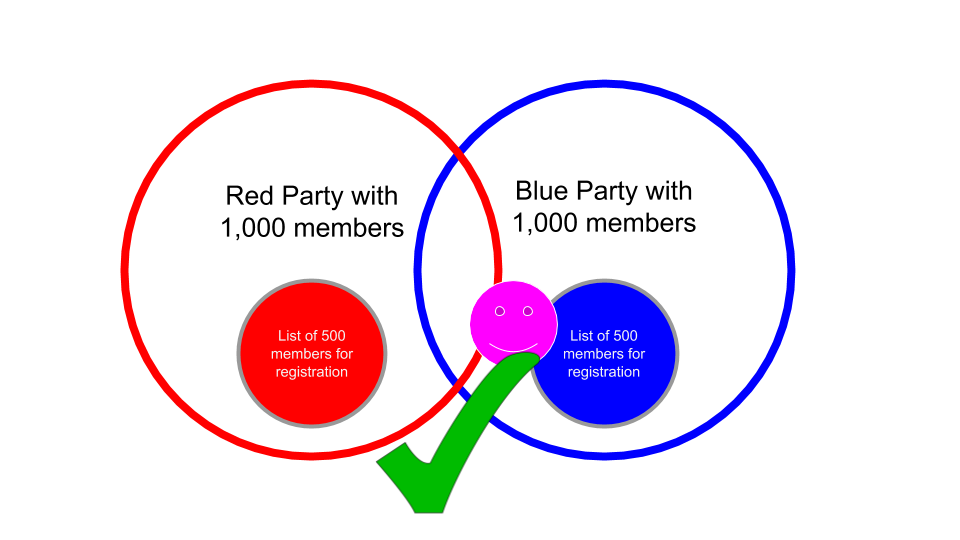 Red Party with
1,000 members
Blue Party with
1,000 members
List of 500
members for
registration
List of 500
members for
registration